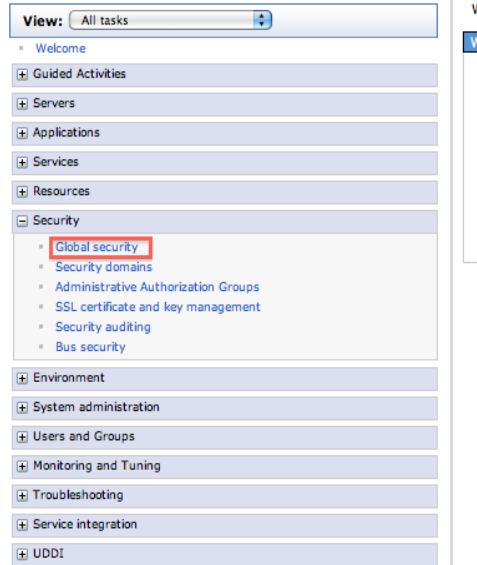 View: All tasks
Welcome
Guided Activities
Servers
Applications
Services
Resources
Security
Global security
Security domains
Administrative Authorization Groups
SSL certificate and key management
Security auditing
Bus security
Environment
System administration
Users and Groups
Monitoring and Tuning
Troubleshooting
Service integration
UDDI